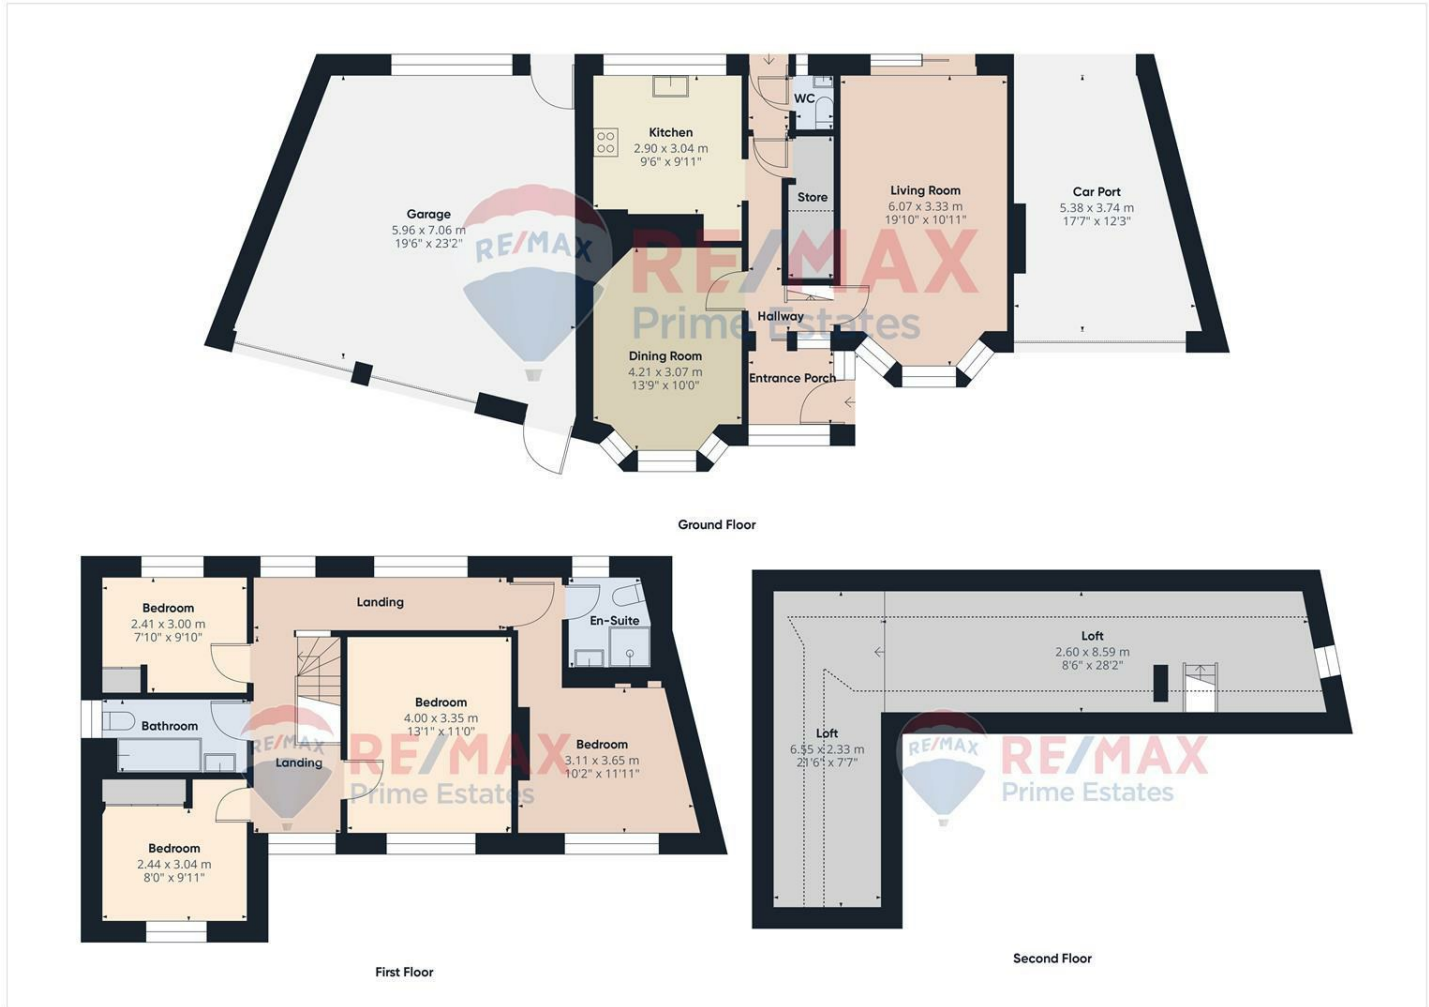 WC
Kitchen
2.90 x 3.04 m
9'6" x 9'11"
Garage
5.96 x 7.06 m
19'6" x 23'2"
Store
Living Room
6.07 x 3.33 m
19'10" x 10'11"
Car Port
5.38 x 3.74 m
17'7" x 12'3"
RE/MAX
RE/MAX
Prime Estates
Hallway
Dining Room
4.21 x 3.07 m
13'9" x 10'0"
Entrance Porch
Ground Floor
Bedroom
2.41 x 3.00 m
7'10" x 9'10"
Landing
En-Suite
Bathroom
Bedroom
4.00 x 3.35 m
13'1" x 11'0"
Bedroom
3.11 x 3.65 m
10'2" x 11'11"
Landing
RE/MAX
RE/MAX
Prime Estates
Bedroom
2.44 x 3.04 m
8'0" x 9'11"
First Floor
Loft
2.60 x 8.59 m
8'6" x 28'2"
Loft
6.55 x 2.33 m
21'6" x 7'7"
RE/MAX
RE/MAX
Prime Estates
Second Floor